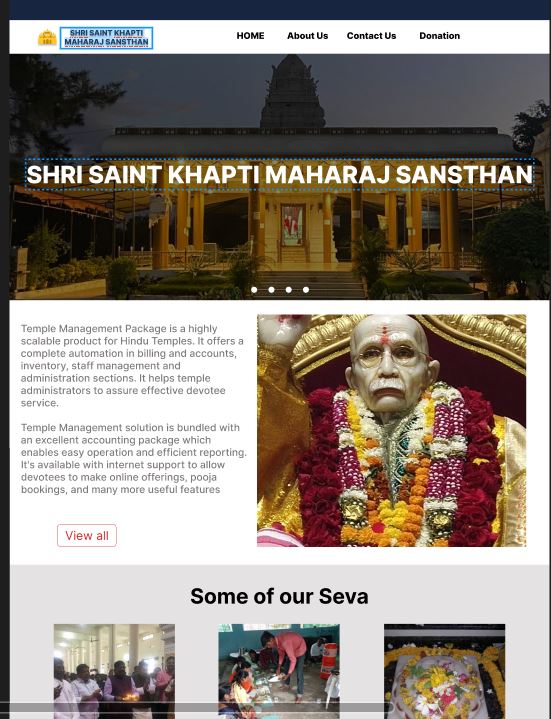 SHRI SAINT KHAPTI
MAHARAJ SANSTHAN
HOME About Us Contact Us Donation
SHRI SAINT KHAPTI MAHARAJ SANSTHAN
Temple Management Package is a highly
scalable product for Hindu Temples. It offers a
complete automation in billing and accounts,
inventory, staff management and
administration sections. It helps temple
administrators to assure effective devotee
service.
Temple Management solution is bundled with
an excellent accounting package which
enables easy operation and efficient reporting.
It's available with internet support to allow
devotees to make online offerings, pooja
bookings, and many more useful features
View all
Some of our Seva